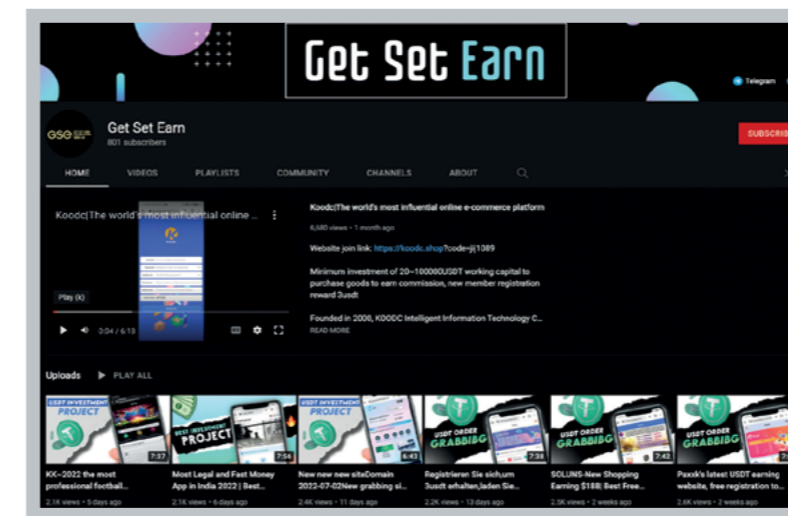 Get Set Earn
Telegram
GSE
Get Set Earn
801 subscribers
SUBSCRIB
HOME
VIDEOS
PLAYLISTS
COMMUNITY
CHANNELS
ABOUT
Koodc|The world's most influential online ...
Play (k)
0:04 / 6:13
Koodc|The world's most influential online e-commerce platform
6,680 views • 1 month ago
Website join link: https://koodc.shop?code=jl1089
Minimum investment of 20~100000USDT working capital to
purchase goods to earn commission, new member registration
reward 3usdt
Founded in 2000, KOODC Intelligent Information Technology C...
READ MORE
Uploads
PLAY ALL
USDT INVESTMENT
PROJECT
7:37
BEST INVESTMENT
PROJECT
7:56
USDT INVESTMENT
PROJECT
6:43
USDT ORDER
GRABBIBG
7:38
USDT ORDER
GRABBIBG
7:42
USDT ORDER
GRABBIBG
KK–2022 the most
professional football...
2.1K views • 5 days ago
Most Legal and Fast Money
App in India 2022 | Best...
2.1K views • 6 days ago
New new new siteDomain
2022-07-02New grabbing si...
2.4K views • 11 days ago
Registrieren Sie sich,um
3usdt erhalten,laden Sie...
2.2K views • 13 days ago
SOLUNS-New Shopping
Earning $188| Best Free...
2.5K views • 2 weeks ago
Pxxxk's latest USDT earning
website, free registration to...
2.6K views • 2 weeks ago